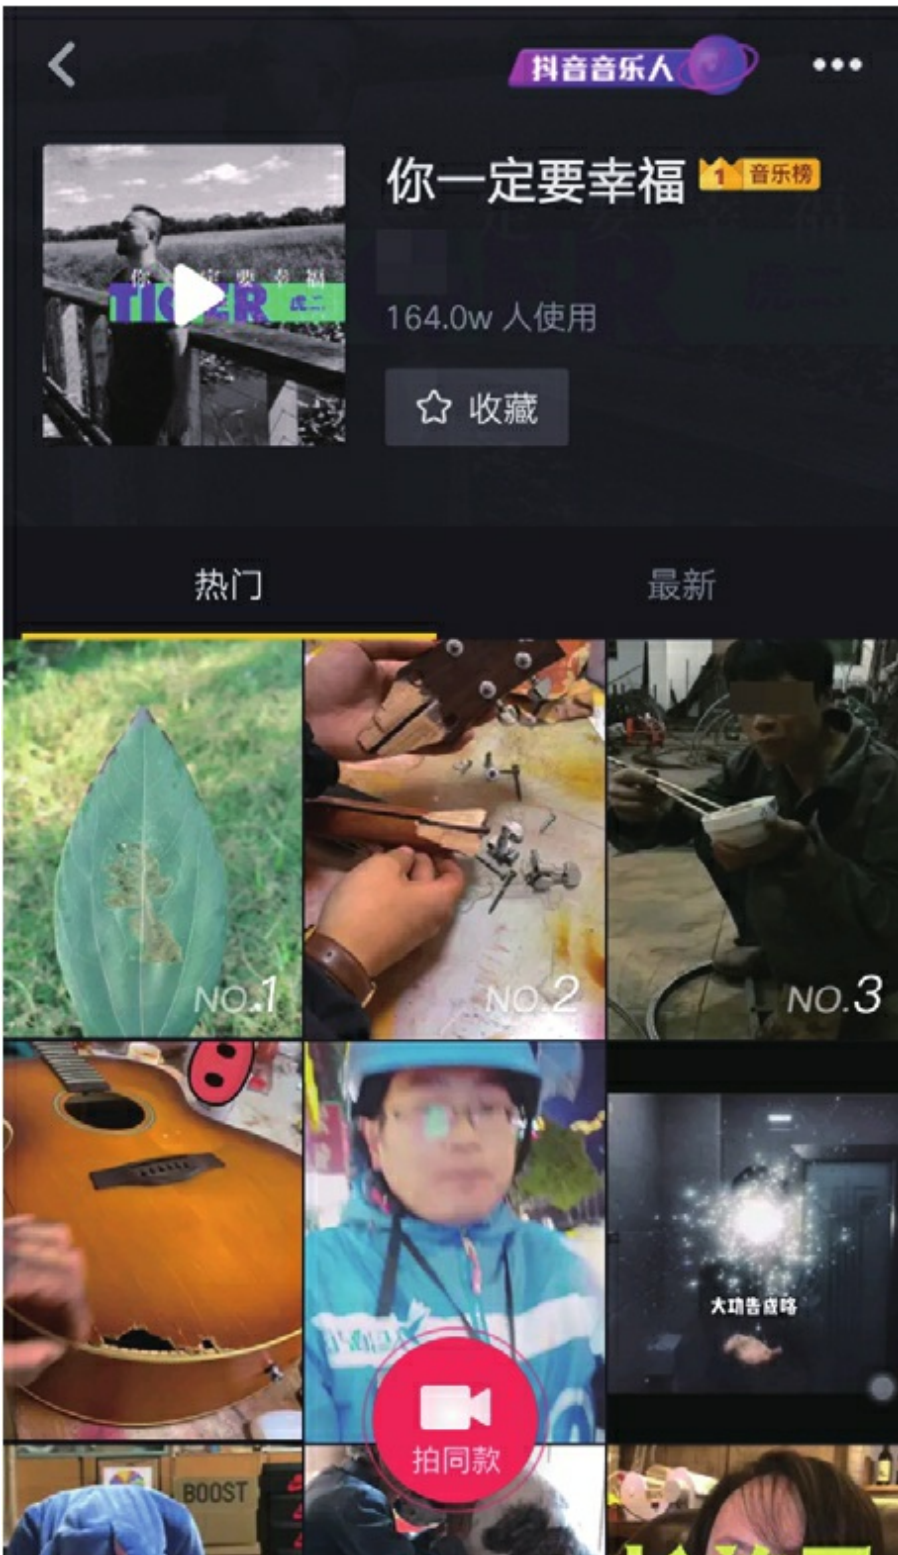 抖音音乐人
你一定要幸福
1 音乐榜
你 定要幸福
TIGER 虎二
164.0w 人使用
收藏
热门
最新
NO.1
NO.2
NO.3
大功告成咯
拍同款
BOOST